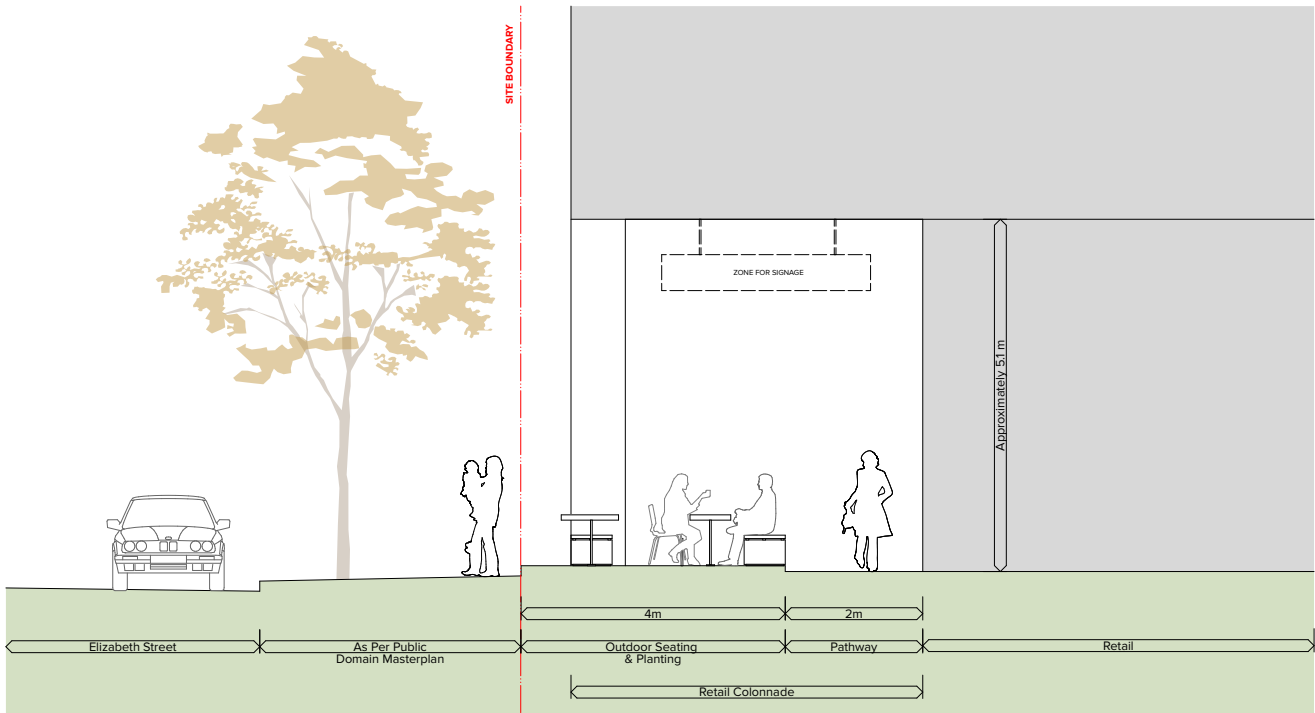 SITE BOUNDARY
ZONE FOR SIGNAGE
Approximately 5.1 m
4m
2m
Elizabeth Street
As Per Public
Domain Masterplan
Outdoor Seating
& Planting
Pathway
Retail
Retail Colonnade